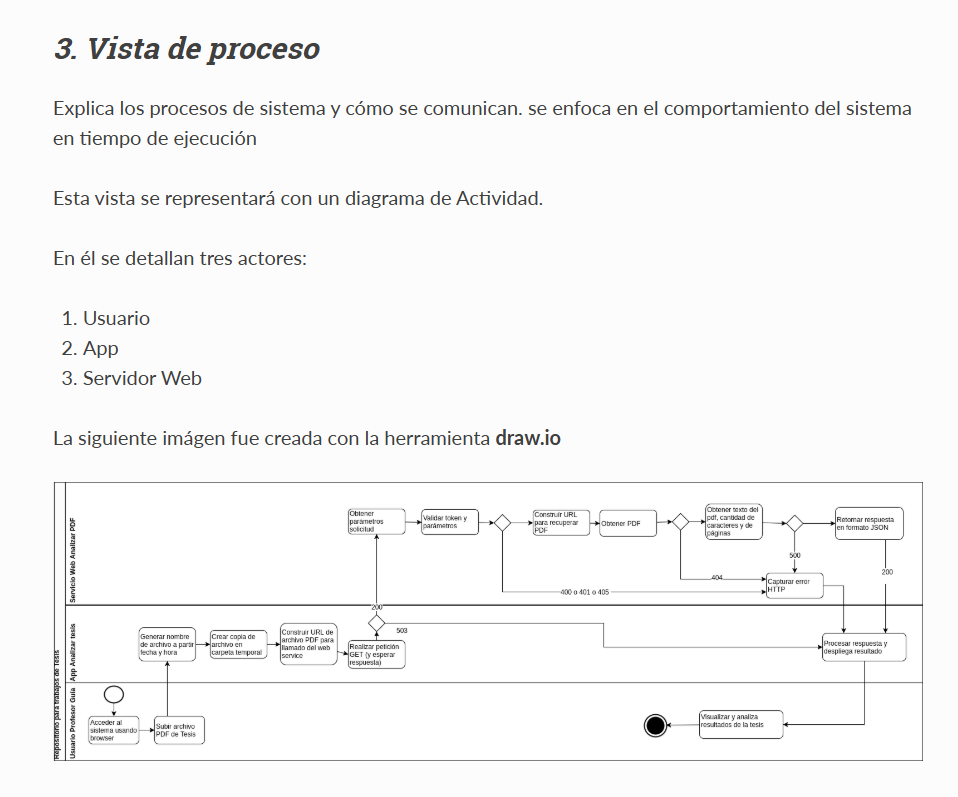 3. Vista de proceso
Explica los procesos de sistema y cómo se comunican. se enfoca en el comportamiento del sistema
en tiempo de ejecución
Esta vista se representará con un diagrama de Actividad.
En él se detallan tres actores:
1. Usuario
2. App
3. Servidor Web
La siguiente imágen fue creada con la herramienta draw.io
Repositorio para trabajos de Tesis
Servicio Web Analizar PDF
Obtener
parámetros
solicitud
Validar token y
parámetros
Construir URL
para recuperar
PDF
Obtener PDF
Obtener texto del
pdf, cantidad de
caracteres y de
páginas
Retornar respuesta
en formato JSON
500
404
Capturar error
HTTP
200
400 o 401 o 405
App Analizar tesis
200
503
Generar nombre
de archivo a partir
fecha y hora
Crear copia de
archivo en
carpeta temporal
Construir URL de
archivo PDF para
llamado del web
service
Realizar petición
GET (y esperar
respuesta)
Procesar respuesta y
despliega resultado
Usuario Profesor Guía
Acceder al
sistema usando
browser
Subir archivo
PDF de Tesis
Visualizar y analiza
resultados de la tesis